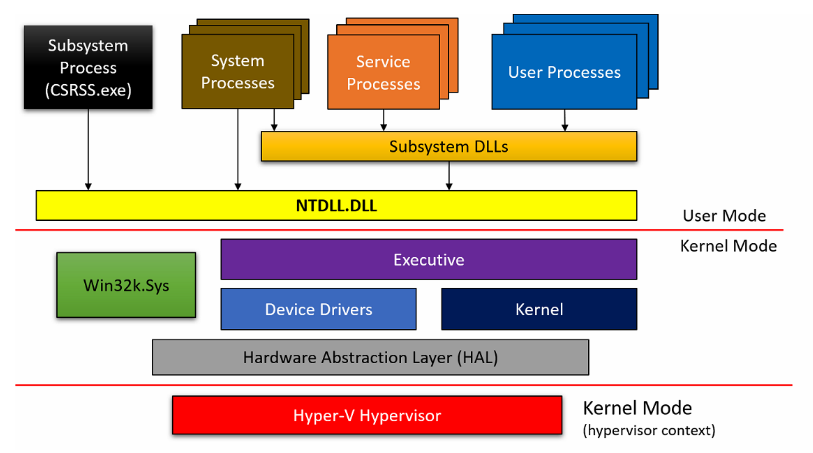 Subsystem
Process
(CSRSS.exe)
System
Processes
Service
Processes
User Processes
Subsystem DLLs
NTDLL.DLL
User Mode
Kernel Mode
Win32k.Sys
Executive
Device Drivers
Kernel
Hardware Abstraction Layer (HAL)
Hyper-V Hypervisor
Kernel Mode
(hypervisor context)